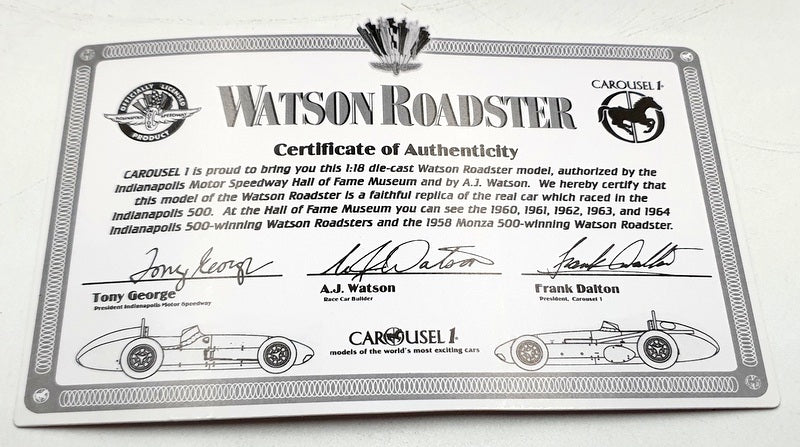 OFFICIALLY LICENSED
INDIANAPOLIS SPEEDWAY
PRODUCT
WATSON ROADSTER
CAROUSEL 1
Certificate of Authenticity
CAROUSEL 1 is proud to bring you this 1:18 die-cast Watson Roadster model, authorized by the
Indianapolis Motor Speedway Hall of Fame Museum and by A.J. Watson. We hereby certify that
this model of the Watson Roadster is a faithful replica of the real car which raced in the
Indianapolis 500. At the Hall of Fame Museum you can see the 1960, 1961, 1962, 1963, and 1964
Indianapolis 500-winning Watson Roadsters and the 1958 Monza 500-winning Watson Roadster.
Tony George
A.J. Watson
Frank Dalton
Tony George
President Indianapolis Motor Speedway
A.J. Watson
Race Car Builder
Frank Dalton
President, Carousel 1
CAROUSEL 1
models of the world's most exciting cars